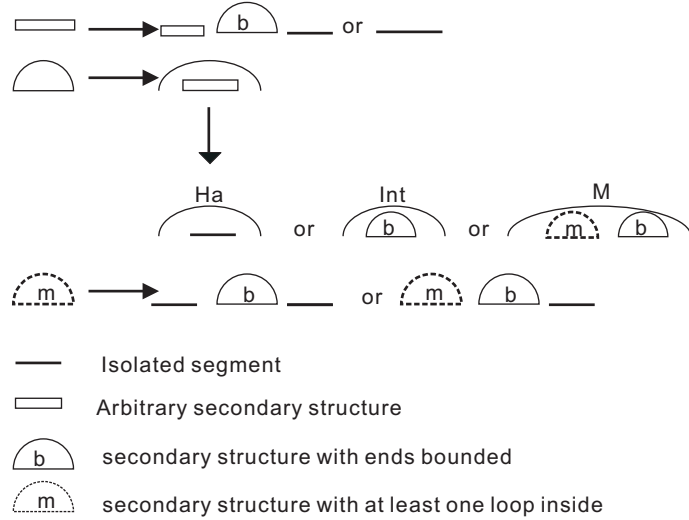 b or
Ha Int M
or b or m b
m b or m b
Isolated segment
Arbitrary secondary structure
b secondary structure with ends bounded
m secondary structure with at least one loop inside